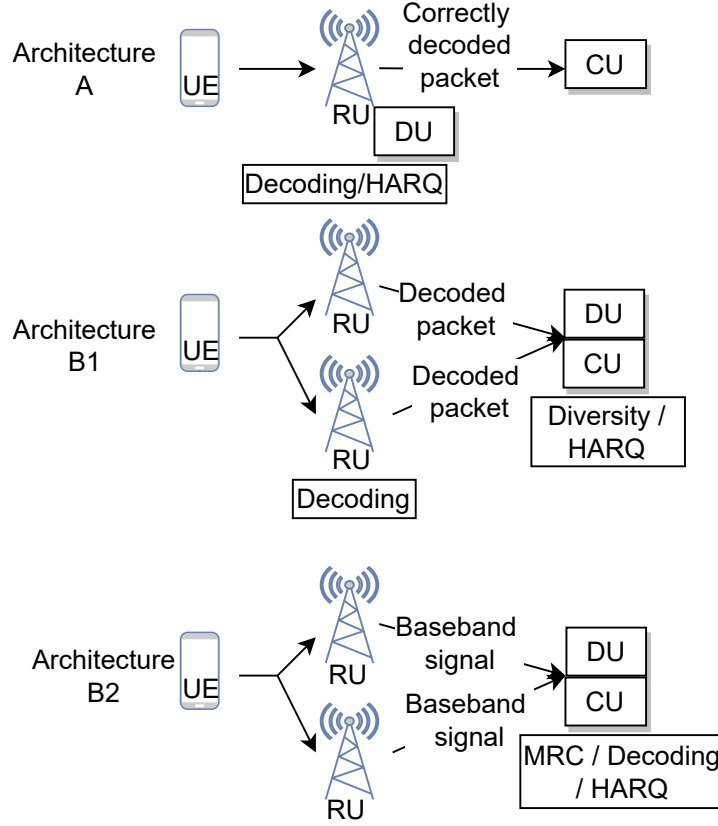 Architecture
A
UE
RU
DU
Correctly
decoded
packet
CU
Decoding/HARQ
Architecture
B1
UE
RU
Decoded
packet
RU
Decoded
packet
DU
CU
Diversity /
HARQ
Decoding
Architecture
B2
UE
RU
Baseband
signal
RU
Baseband
signal
DU
CU
MRC / Decoding
/ HARQ